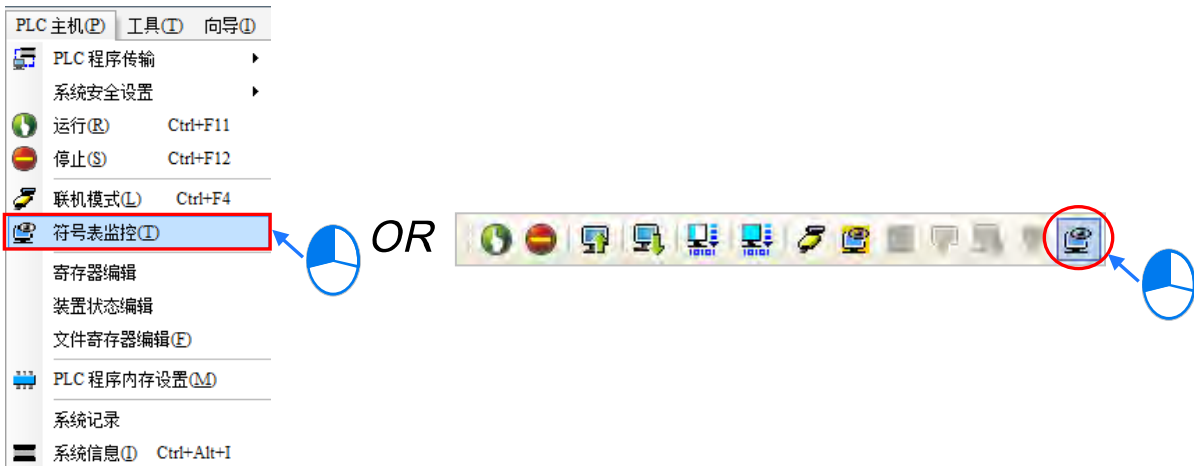 PLC 主机(P) 工具(T) 向导(I)
PLC 程序传输
系统安全设置
运行(R) Ctrl+F11
停止(S) Ctrl+F12
联机模式(L) Ctrl+F4
符号表监控(T)
OR
寄存器编辑
装置状态编辑
文件寄存器编辑(F)
PLC 程序内存设置(M)
系统记录
系统信息(I) Ctrl+Alt+I